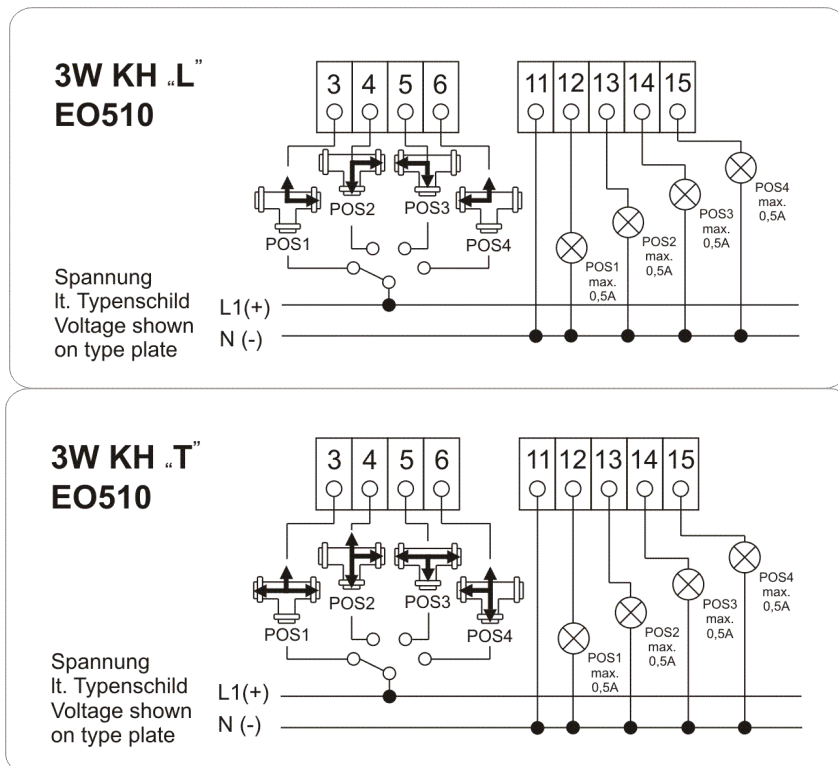 3W KH „L”
EO510
3 4 5 6
11 12 13 14 15
POS1
POS2
POS3
POS4
POS1
max.
0,5A
POS2
max.
0,5A
POS3
max.
0,5A
POS4
max.
0,5A
Spannung
lt. Typenschild
Voltage shown
on type plate
L1(+)
N (-)
3W KH „T”
EO510
3 4 5 6
11 12 13 14 15
POS1
POS2
POS3
POS4
POS1
max.
0,5A
POS2
max.
0,5A
POS3
max.
0,5A
POS4
max.
0,5A
Spannung
lt. Typenschild
Voltage shown
on type plate
L1(+)
N (-)